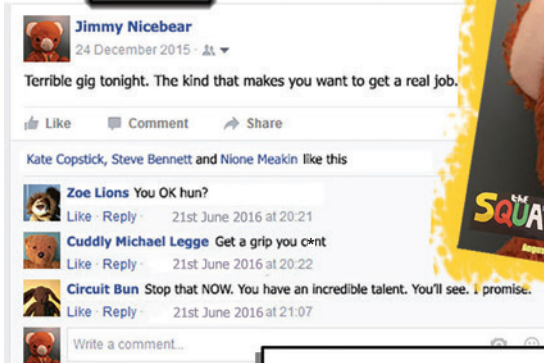 Jimmy Nicebear
24 December 2015
Terrible gig tonight. The kind that makes you want to get a real job.
Like Comment Share
Kate Copstick, Steve Bennett and Nione Meakin like this
Zoe Lions You OK hun?
Like · Reply · 21st June 2016 at 20:21
Cuddly Michael Legge Get a grip you c*nt
Like · Reply · 21st June 2016 at 20:22
Circuit Bun Stop that NOW. You have an incredible talent. You'll see. I promise.
Like · Reply · 21st June 2016 at 21:07
Write a comment...
the
SQUA